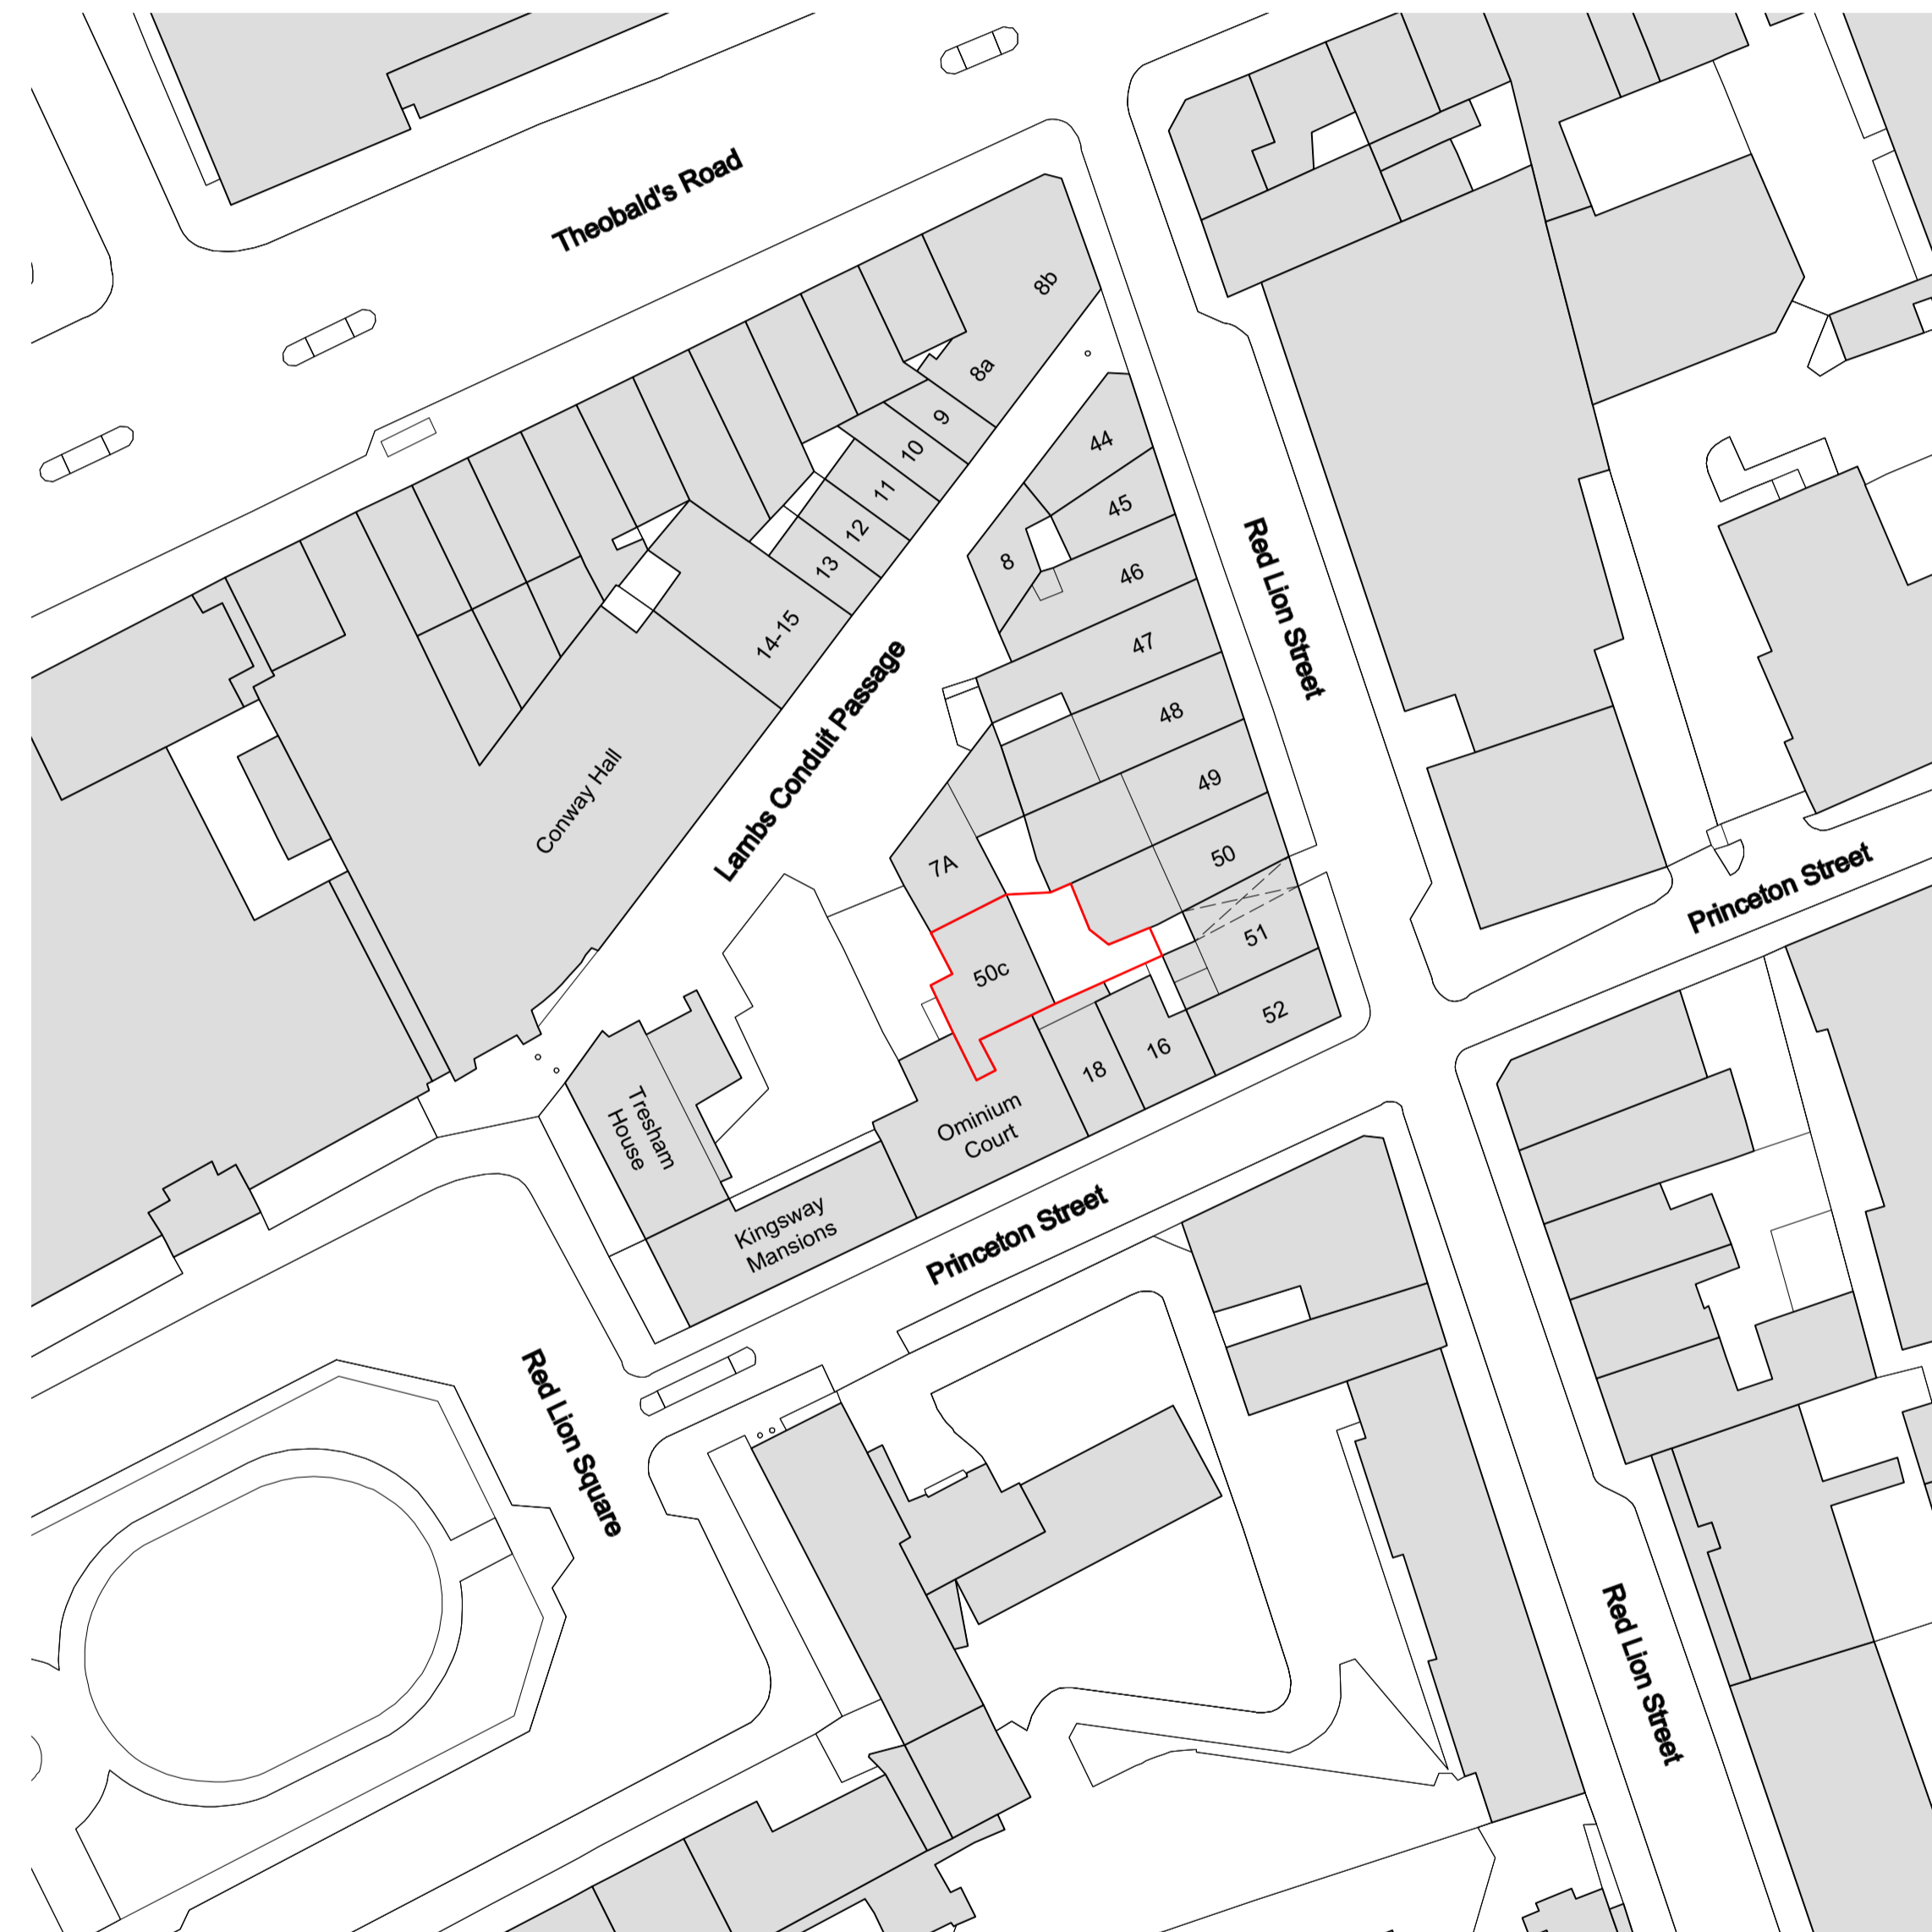 Theobald's Road
8b
8a
9
10
11
12
13
14-15
44
45
8
46
47
48
49
50
51
52
Red Lion Street
Lambs Conduit Passage
Conway Hall
7A
50c
Princeton Street
18
16
Ominium
Court
Tresham
House
Kingsway
Mansions
Princeton Street
Red Lion Square
Red Lion Street